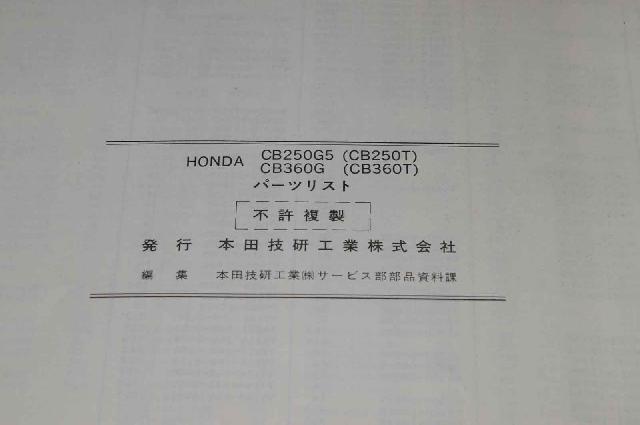 HONDA CB250G5 (CB250T)
CB360G (CB360T)
パーツリスト
不許複製
発行 本田技研工業株式会社
編集 本田技研工業㈱サービス部部品資料課